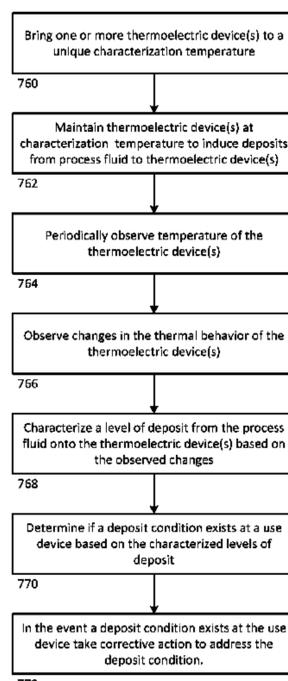 Bring one or more thermoelectric device(s) to a
unique characterization temperature
760
Maintain thermoelectric device(s) at
characterization temperature to induce deposits
from process fluid to thermoelectric device(s)
762
Periodically observe temperature of the
thermoelectric device(s)
764
Observe changes in the thermal behavior of the
thermoelectric device(s)
766
Characterize a level of deposit from the process
fluid onto the thermoelectric device(s) based on
the observed changes
768
Determine if a deposit condition exists at a use
device based on the characterized levels of
deposit
770
In the event a deposit condition exists at the use
device take corrective action to address the
deposit condition.